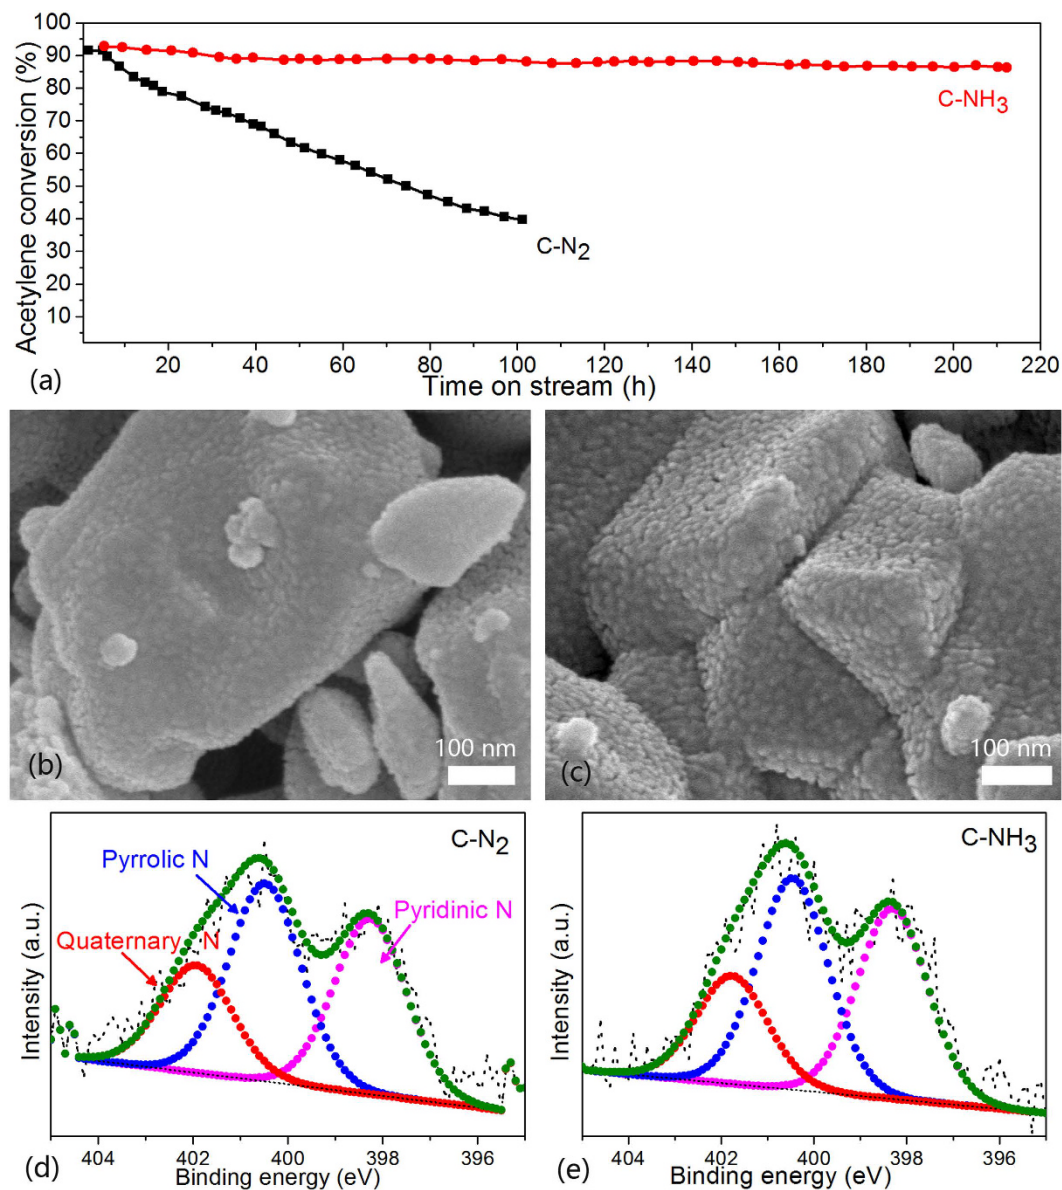 100
90
80
70
60
50
40
30
20
10
Acetylene conversion (%)
C-NH3
C-N2
20 40 60 80 100 120 140 160 180 200 220
Time on stream (h)
(a)
(b)
100 nm
(c)
100 nm
C-N2
Pyrrolic N
Quaternary N
Pyridinic N
Intensity (a.u.)
404 402 400 398 396
Binding energy (eV)
(d)
C-NH3
Intensity (a.u.)
404 402 400 398 396
Binding energy (eV)
(e)